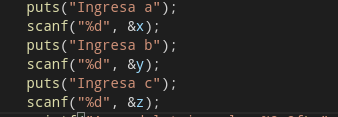 puts("Ingresa a");
scanf("%d", &x);
puts("Ingresa b");
scanf("%d", &y);
puts("Ingresa c");
scanf("%d", &z);